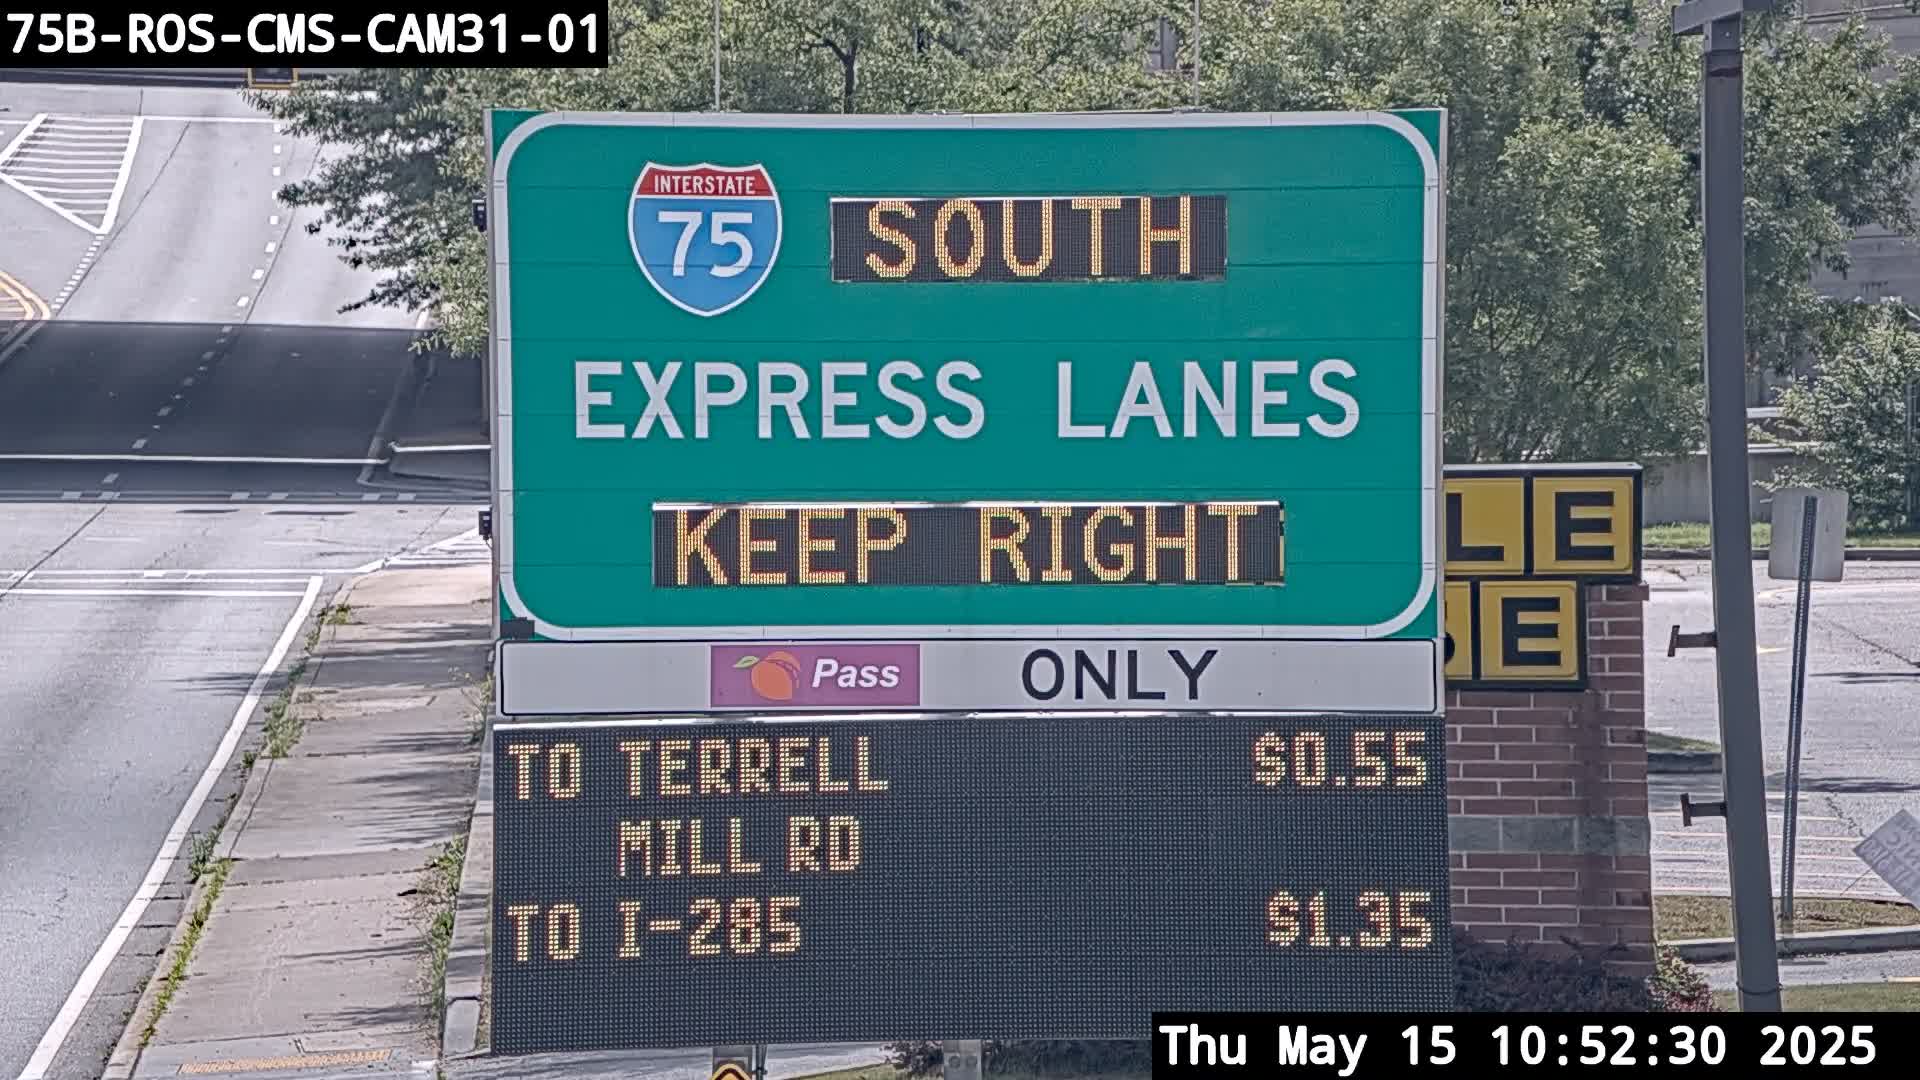 75B-ROS-CMS-CAM31-01
INTERSTATE
75
SOUTH
EXPRESS LANES
KEEP RIGHT
Pass ONLY
TO TERRELL $0.55
MILL RD
TO I-285 $1.35
LE
E
Thu May 15 10:52:30 2025